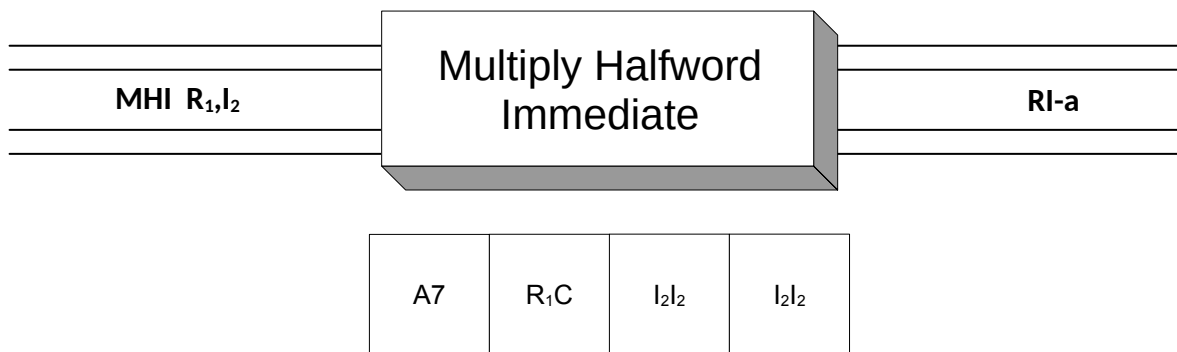 Multiply Halfword
Immediate
MHI R₁,I₂
RI-a
A7 R₁C I₂I₂ I₂I₂